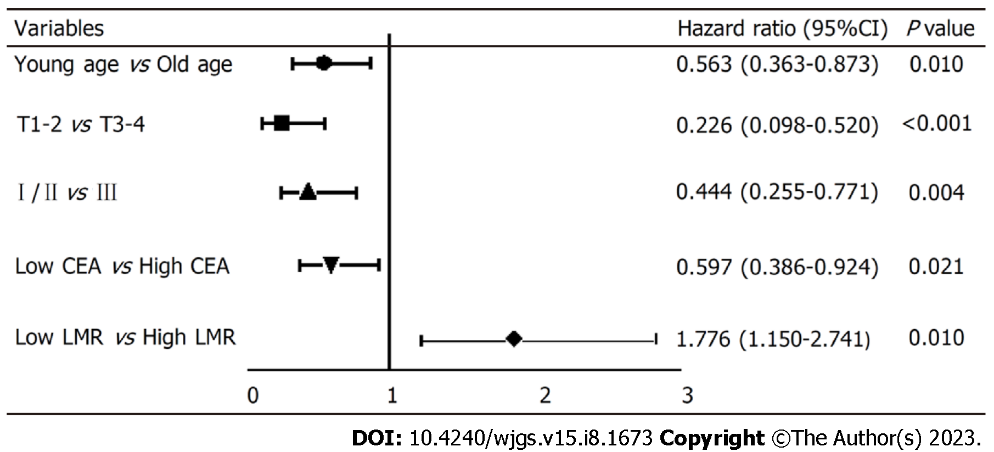 Variables Hazard ratio (95%CI) P value
Young age vs Old age 0.563 (0.363-0.873) 0.010
T1-2 vs T3-4 0.226 (0.098-0.520) <0.001
Ⅰ/Ⅱ vs Ⅲ 0.444 (0.255-0.771) 0.004
Low CEA vs High CEA 0.597 (0.386-0.924) 0.021
Low LMR vs High LMR 1.776 (1.150-2.741) 0.010
0 1 2 3
DOI: 10.4240/wjgs.v15.i8.1673 Copyright ©The Author(s) 2023.